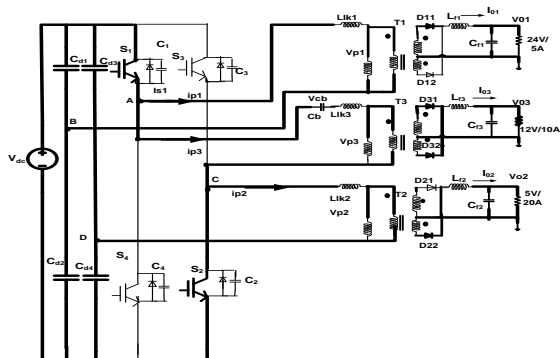 Llk1 T1 D11 Lf1 I01 V01
S1 C1 S3 C3
Cd1 Cd3 Is1
Vp1 Cf1 24V/
5A
A ip1 D12
Vcb
Cb Llk3 T3 D31 Lf3 I03 V03
B
ip3 Vp3 D32 Cf3 12V/10A
Vdc
C ip2 Llk2 T2 D21 Lf2 I02 Vo2
Vp2 Cf2 5V/
20A
D D22
S4 C4 S2 C2
Cd2 Cd4